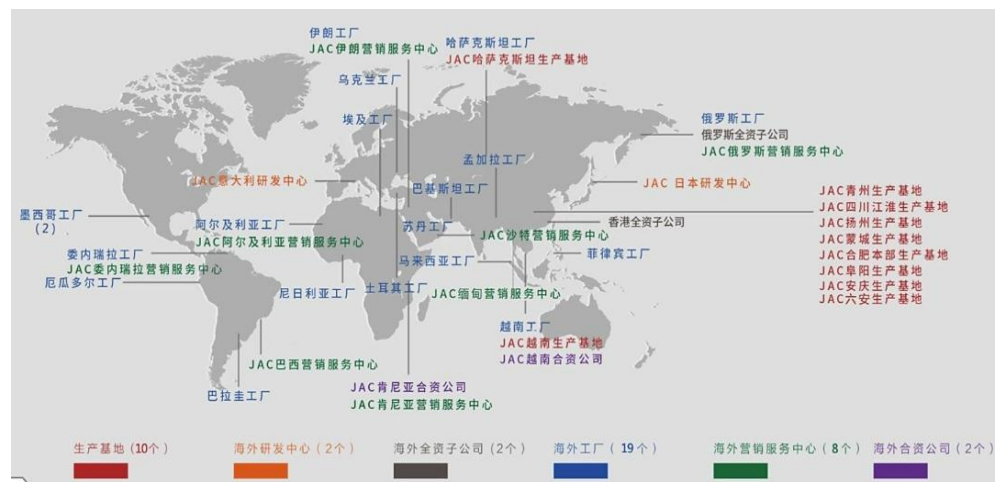 伊朗工厂
JAC伊朗营销服务中心
哈萨克斯坦工厂
JAC哈萨克斯坦生产基地
乌克兰工厂
埃及工厂
俄罗斯工厂
俄罗斯全资子公司
JAC俄罗斯营销服务中心
孟加拉工厂
JAC意大利研发中心
巴基斯坦工厂
JAC 日本研发中心
JAC青州生产基地
JAC四川江淮生产基地
JAC扬州生产基地
JAC蒙城生产基地
JAC合肥本部生产基地
JAC阜阳生产基地
JAC安庆生产基地
JAC六安生产基地
墨西哥工厂
(2)
阿尔及利亚工厂
JAC阿尔及利亚营销服务中心
苏丹工厂
JAC沙特营销服务中心
香港全资子公司
委内瑞拉工厂
JAC委内瑞拉营销服务中心
厄瓜多尔工厂
马来西亚工厂
菲律宾工厂
尼日利亚工厂
土耳其工厂
JAC缅甸营销服务中心
越南工厂
JAC越南生产基地
JAC越南合资公司
JAC巴西营销服务中心
巴拉圭工厂
JAC肯尼亚合资公司
JAC肯尼亚营销服务中心
生产基地 (10个)
海外研发中心 (2个)
海外全资子公司 (2个)
海外工厂 ( 19个)
海外营销服务中心 ( 8个)
海外合资公司 (2个)